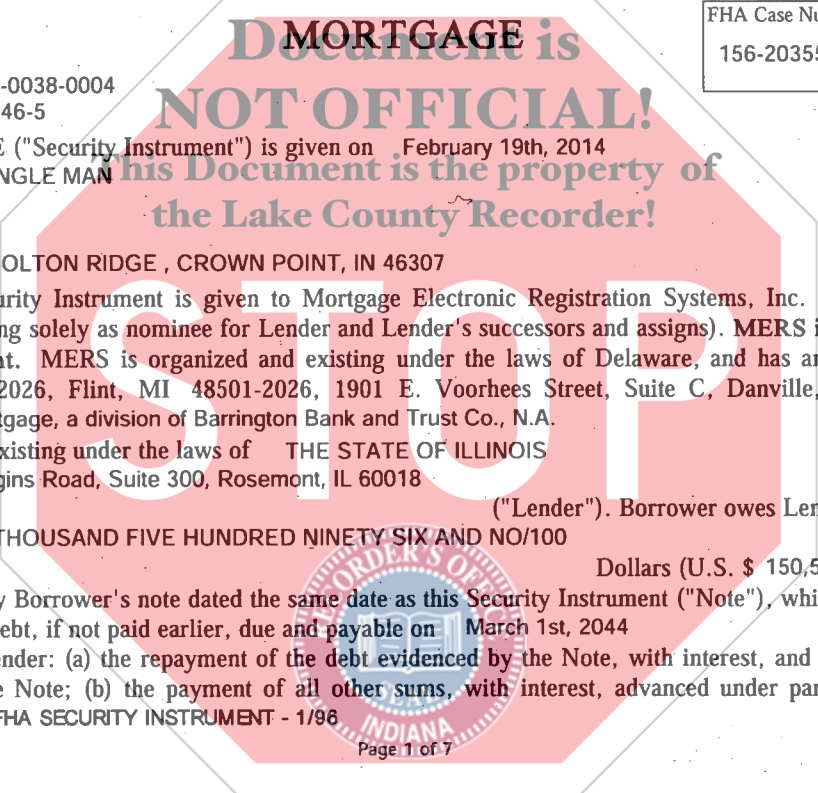 MORTGAGE
FHA Case Nu
156-20355
-0038-0004
46-5
Document is
NOT OFFICIAL!
This Document is the property of
the Lake County Recorder!
E ("Security Instrument") is given on February 19th, 2014
NGLE MAN
OLTON RIDGE , CROWN POINT, IN 46307
urity Instrument is given to Mortgage Electronic Registration Systems, Inc.
ng solely as nominee for Lender and Lender's successors and assigns). MERS i
nt. MERS is organized and existing under the laws of Delaware, and has a
2026, Flint, MI 48501-2026, 1901 E. Voorhees Street, Suite C, Danville,
tgage, a division of Barrington Bank and Trust Co., N.A.
xisting under the laws of THE STATE OF ILLINOIS
gins Road, Suite 300, Rosemont, IL 60018
("Lender"). Borrower owes Len
THOUSAND FIVE HUNDRED NINETY SIX AND NO/100
Dollars (U.S. $ 150,5
y Borrower's note dated the same date as this Security Instrument ("Note"), whi
ebt, if not paid earlier, due and payable on March 1st, 2044
nder: (a) the repayment of the debt evidenced by the Note, with interest, and
e Note; (b) the payment of all other sums, with interest, advanced under par
FHA SECURITY INSTRUMENT - 1/96
Page 1 of 7
STOP
RECORDER'S OFFICE
SEAL
INDIANA